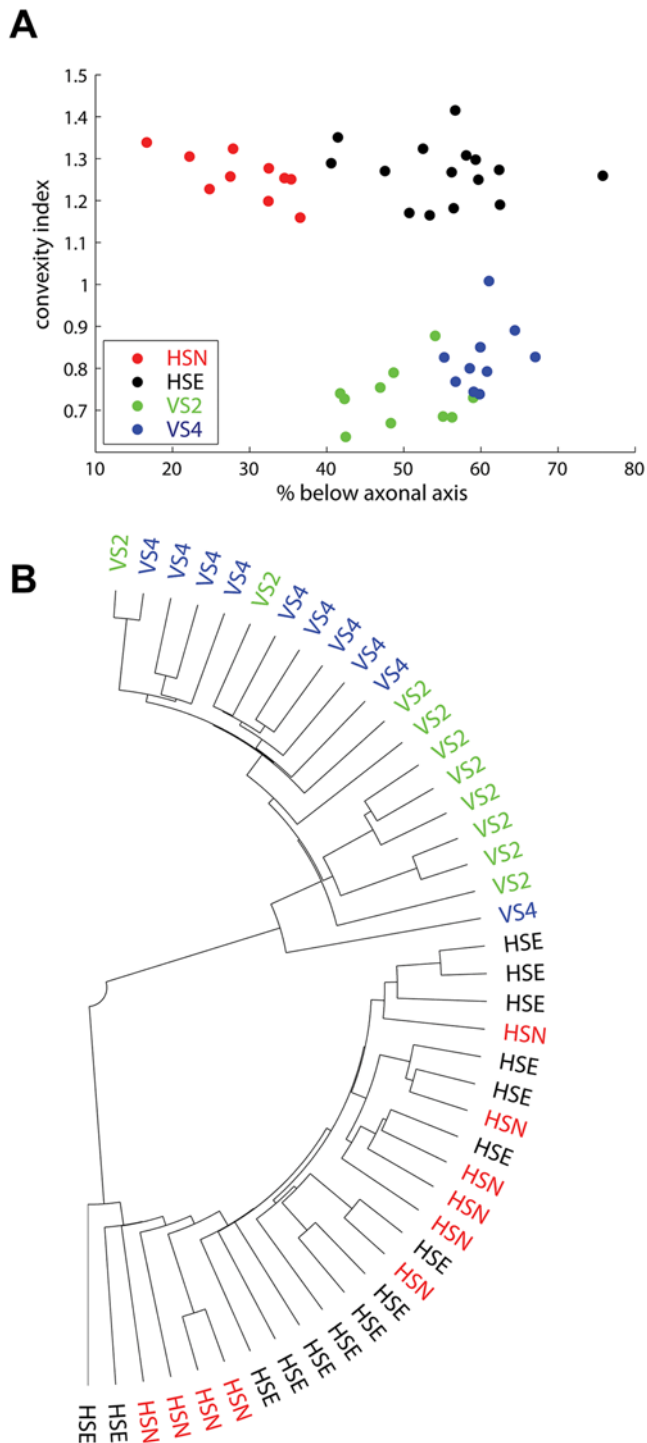 A
1.5
1.4
1.3
1.2
1.1
1
0.9
0.8
0.7
convexity index
HSN
HSE
VS2
VS4
10 20 30 40 50 60 70 80
% below axonal axis
B
VS2
VS4
VS4
VS4
VS4
VS2
VS4
VS4
VS4
VS4
VS4
VS2
VS2
VS2
VS2
VS2
VS2
VS2
VS2
VS4
HSE
HSE
HSE
HSN
HSE
HSE
HSN
HSE
HSN
HSN
HSN
HSE
HSN
HSE
HSE
HSE
HSE
HSE
HSE
HSN
HSN
HSN
HSN
HSE
HSE